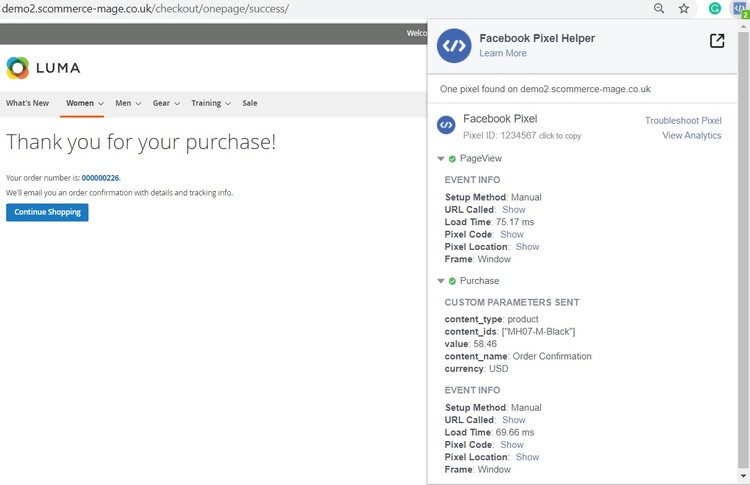 demo2.scommerce-mage.co.uk/checkout/onepage/success/
2
Welco
LUMA
What's New Women Men Gear Training Sale
Thank you for your purchase!
Your order number is: 000000226.
We'll email you an order confirmation with details and tracking info.
Continue Shopping
Facebook Pixel Helper
Learn More
One pixel found on demo2.scommerce-mage.co.uk
Facebook Pixel
Troubleshoot Pixel
Pixel ID: 1234567 click to copy
View Analytics
PageView
EVENT INFO
Setup Method: Manual
URL Called: Show
Load Time: 75.17 ms
Pixel Code: Show
Pixel Location: Show
Frame: Window
Purchase
CUSTOM PARAMETERS SENT
content_type: product
content_ids: ["MH07-M-Black"]
value: 58.46
content_name: Order Confirmation
currency: USD
EVENT INFO
Setup Method: Manual
URL Called: Show
Load Time: 69.66 ms
Pixel Code: Show
Pixel Location: Show
Frame: Window